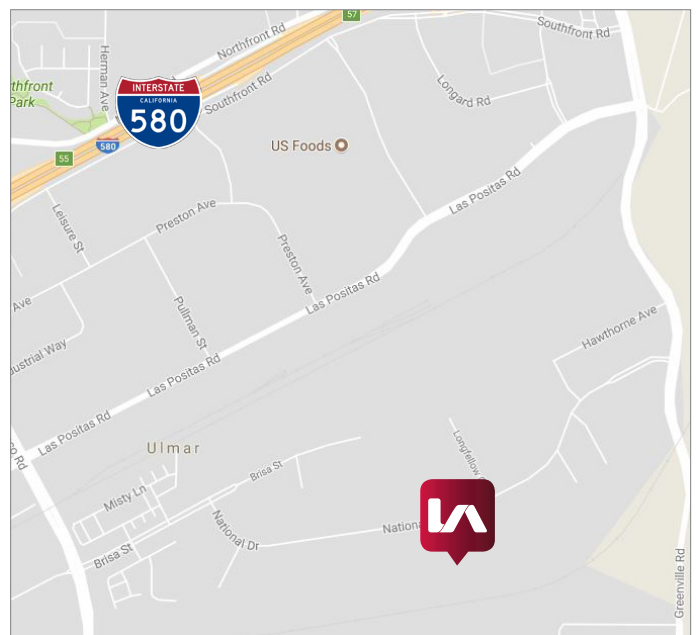 57
Southfront Rd
Northfront Rd
Herman Ave
thfront
Park
INTERSTATE
CALIFORNIA
580
Southfront Rd
Longard Rd
580
55
US Foods
Las Positas Rd
Leisure St
Preston Ave
Preston Ave
Las Positas Rd
Ave
Pullman St
Hawthorne Ave
ustrial Way
Las Positas Rd
Las Positas Rd
co Rd
Ulmar
Longfellow C
Brisa St
Misty Ln
National Dr
Nationa
LA
Brisa St
Greenville Rd